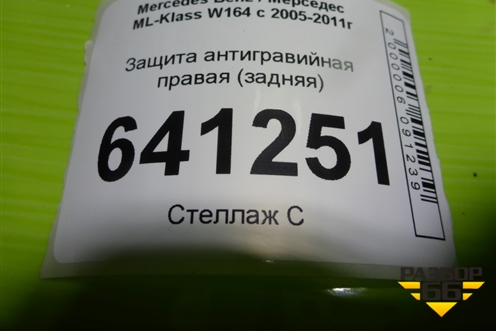 Mercedes Benz / Мерседес
ML-Klass W164 с 2005-2011г
Защита антигравийная
правая (задняя)
641251
Стеллаж С
2000006091239
РАЗБОР
66